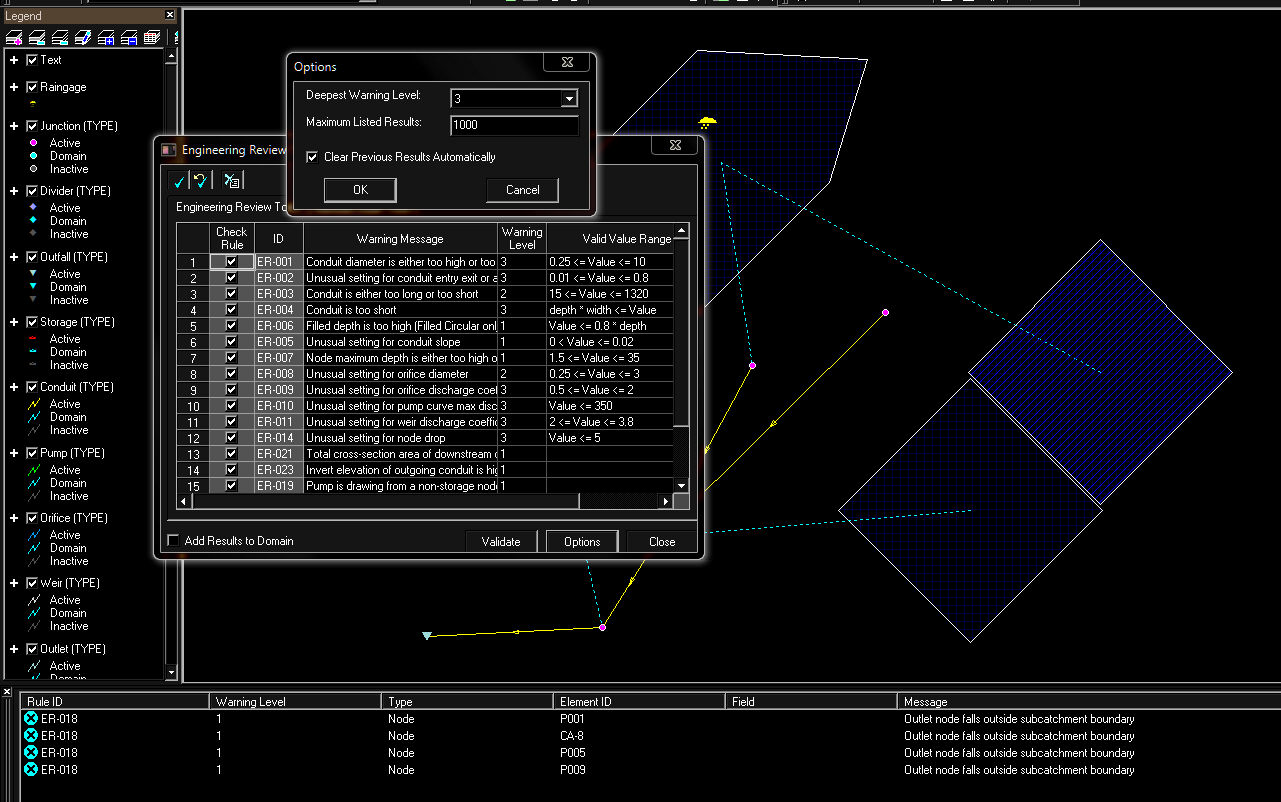 Legend
Text
Raingage
Junction (TYPE)
Active
Domain
Inactive
Divider (TYPE)
Active
Domain
Inactive
Outfall (TYPE)
Active
Domain
Inactive
Storage (TYPE)
Active
Domain
Inactive
Conduit (TYPE)
Active
Domain
Inactive
Pump (TYPE)
Active
Domain
Inactive
Orifice (TYPE)
Active
Domain
Inactive
Weir (TYPE)
Active
Domain
Inactive
Outlet (TYPE)
Active
Domain
Options
Deepest Warning Level: 3
Maximum Listed Results: 1000
Clear Previous Results Automatically
OK Cancel
Engineering Review
Engineering Review To
Check Rule ID Warning Message Warning Level Valid Value Range
1 ER-001 Conduit diameter is either too high or too 3 0.25 <= Value <= 10
2 ER-002 Unusual setting for conduit entry exit or a 3 0.01 <= Value <= 0.8
3 ER-003 Conduit is either too long or too short 2 15 <= Value <= 1320
4 ER-004 Conduit is too short 3 depth * width <= Value
5 ER-006 Filled depth is too high (Filled Circular onl 1 Value <= 0.8 * depth
6 ER-005 Unusual setting for conduit slope 1 0 < Value <= 0.02
7 ER-007 Node maximum depth is either too high o 1 1.5 <= Value <= 35
8 ER-008 Unusual setting for orifice diameter 2 0.25 <= Value <= 3
9 ER-009 Unusual setting for orifice discharge coef 3 0.5 <= Value <= 2
10 ER-010 Unusual setting for pump curve max disc 3 Value <= 350
11 ER-011 Unusual setting for weir discharge coeffic 3 2 <= Value <= 3.8
12 ER-014 Unusual setting for node drop 3 Value <= 5
13 ER-021 Total cross-section area of downstream 1
14 ER-023 Invert elevation of outgoing conduit is hig 1
15 ER-019 Pump is drawing from a non-storage node 1
Add Results to Domain Validate Options Close
Rule ID Warning Level Type Element ID Field Message
ER-018 1 Node P001 Outlet node falls outside subcatchment boundary
ER-018 1 Node CA-8 Outlet node falls outside subcatchment boundary
ER-018 1 Node P005 Outlet node falls outside subcatchment boundary
ER-018 1 Node P009 Outlet node falls outside subcatchment boundary